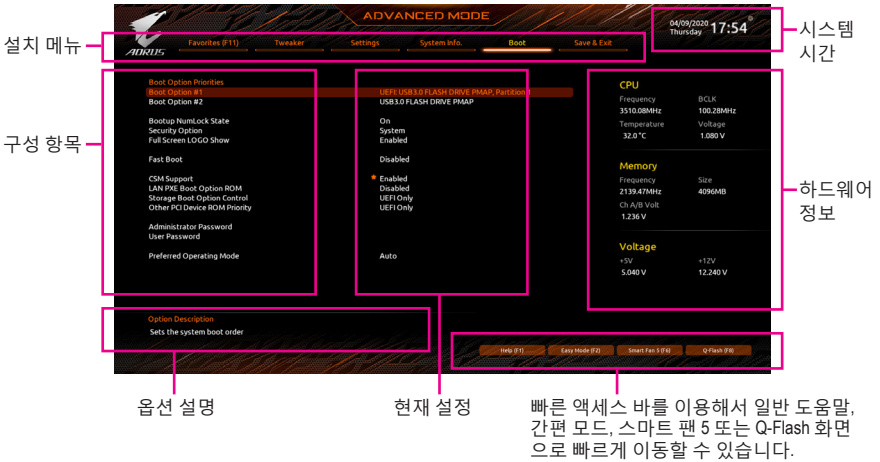 ADVANCED MODE
04/09/2020
Thursday
17:54
AORUS
Favorites (F11)
Tweaker
Settings
System Info.
Boot
Save & Exit
설치 메뉴
시스템
시간
구성 항목
Boot Option Priorities
Boot Option #1 UEFI: USB3.0 FLASH DRIVE PMAP, Partition 1
Boot Option #2 USB3.0 FLASH DRIVE PMAP
Bootup NumLock State On
Security Option System
Full Screen LOGO Show Enabled
Fast Boot Disabled
CSM Support * Enabled
LAN PXE Boot Option ROM Disabled
Storage Boot Option Control UEFI Only
Other PCI Device ROM Priority UEFI Only
Administrator Password
User Password
Preferred Operating Mode Auto
CPU
Frequency BCLK
3510.08MHz 100.28MHz
Temperature Voltage
32.0 °C 1.080 V
Memory
Frequency Size
2139.47MHz 4096MB
Ch A/B Volt
1.236 V
Voltage
+5V +12V
5.040 V 12.240 V
하드웨어
정보
Option Description
Sets the system boot order
Help (F1)
Easy Mode (F2)
Smart Fan 5 (F6)
Q-Flash (F8)
옵션 설명
현재 설정
빠른 액세스 바를 이용해서 일반 도움말,
간편 모드, 스마트 팬 5 또는 Q-Flash 화면
으로 빠르게 이동할 수 있습니다.